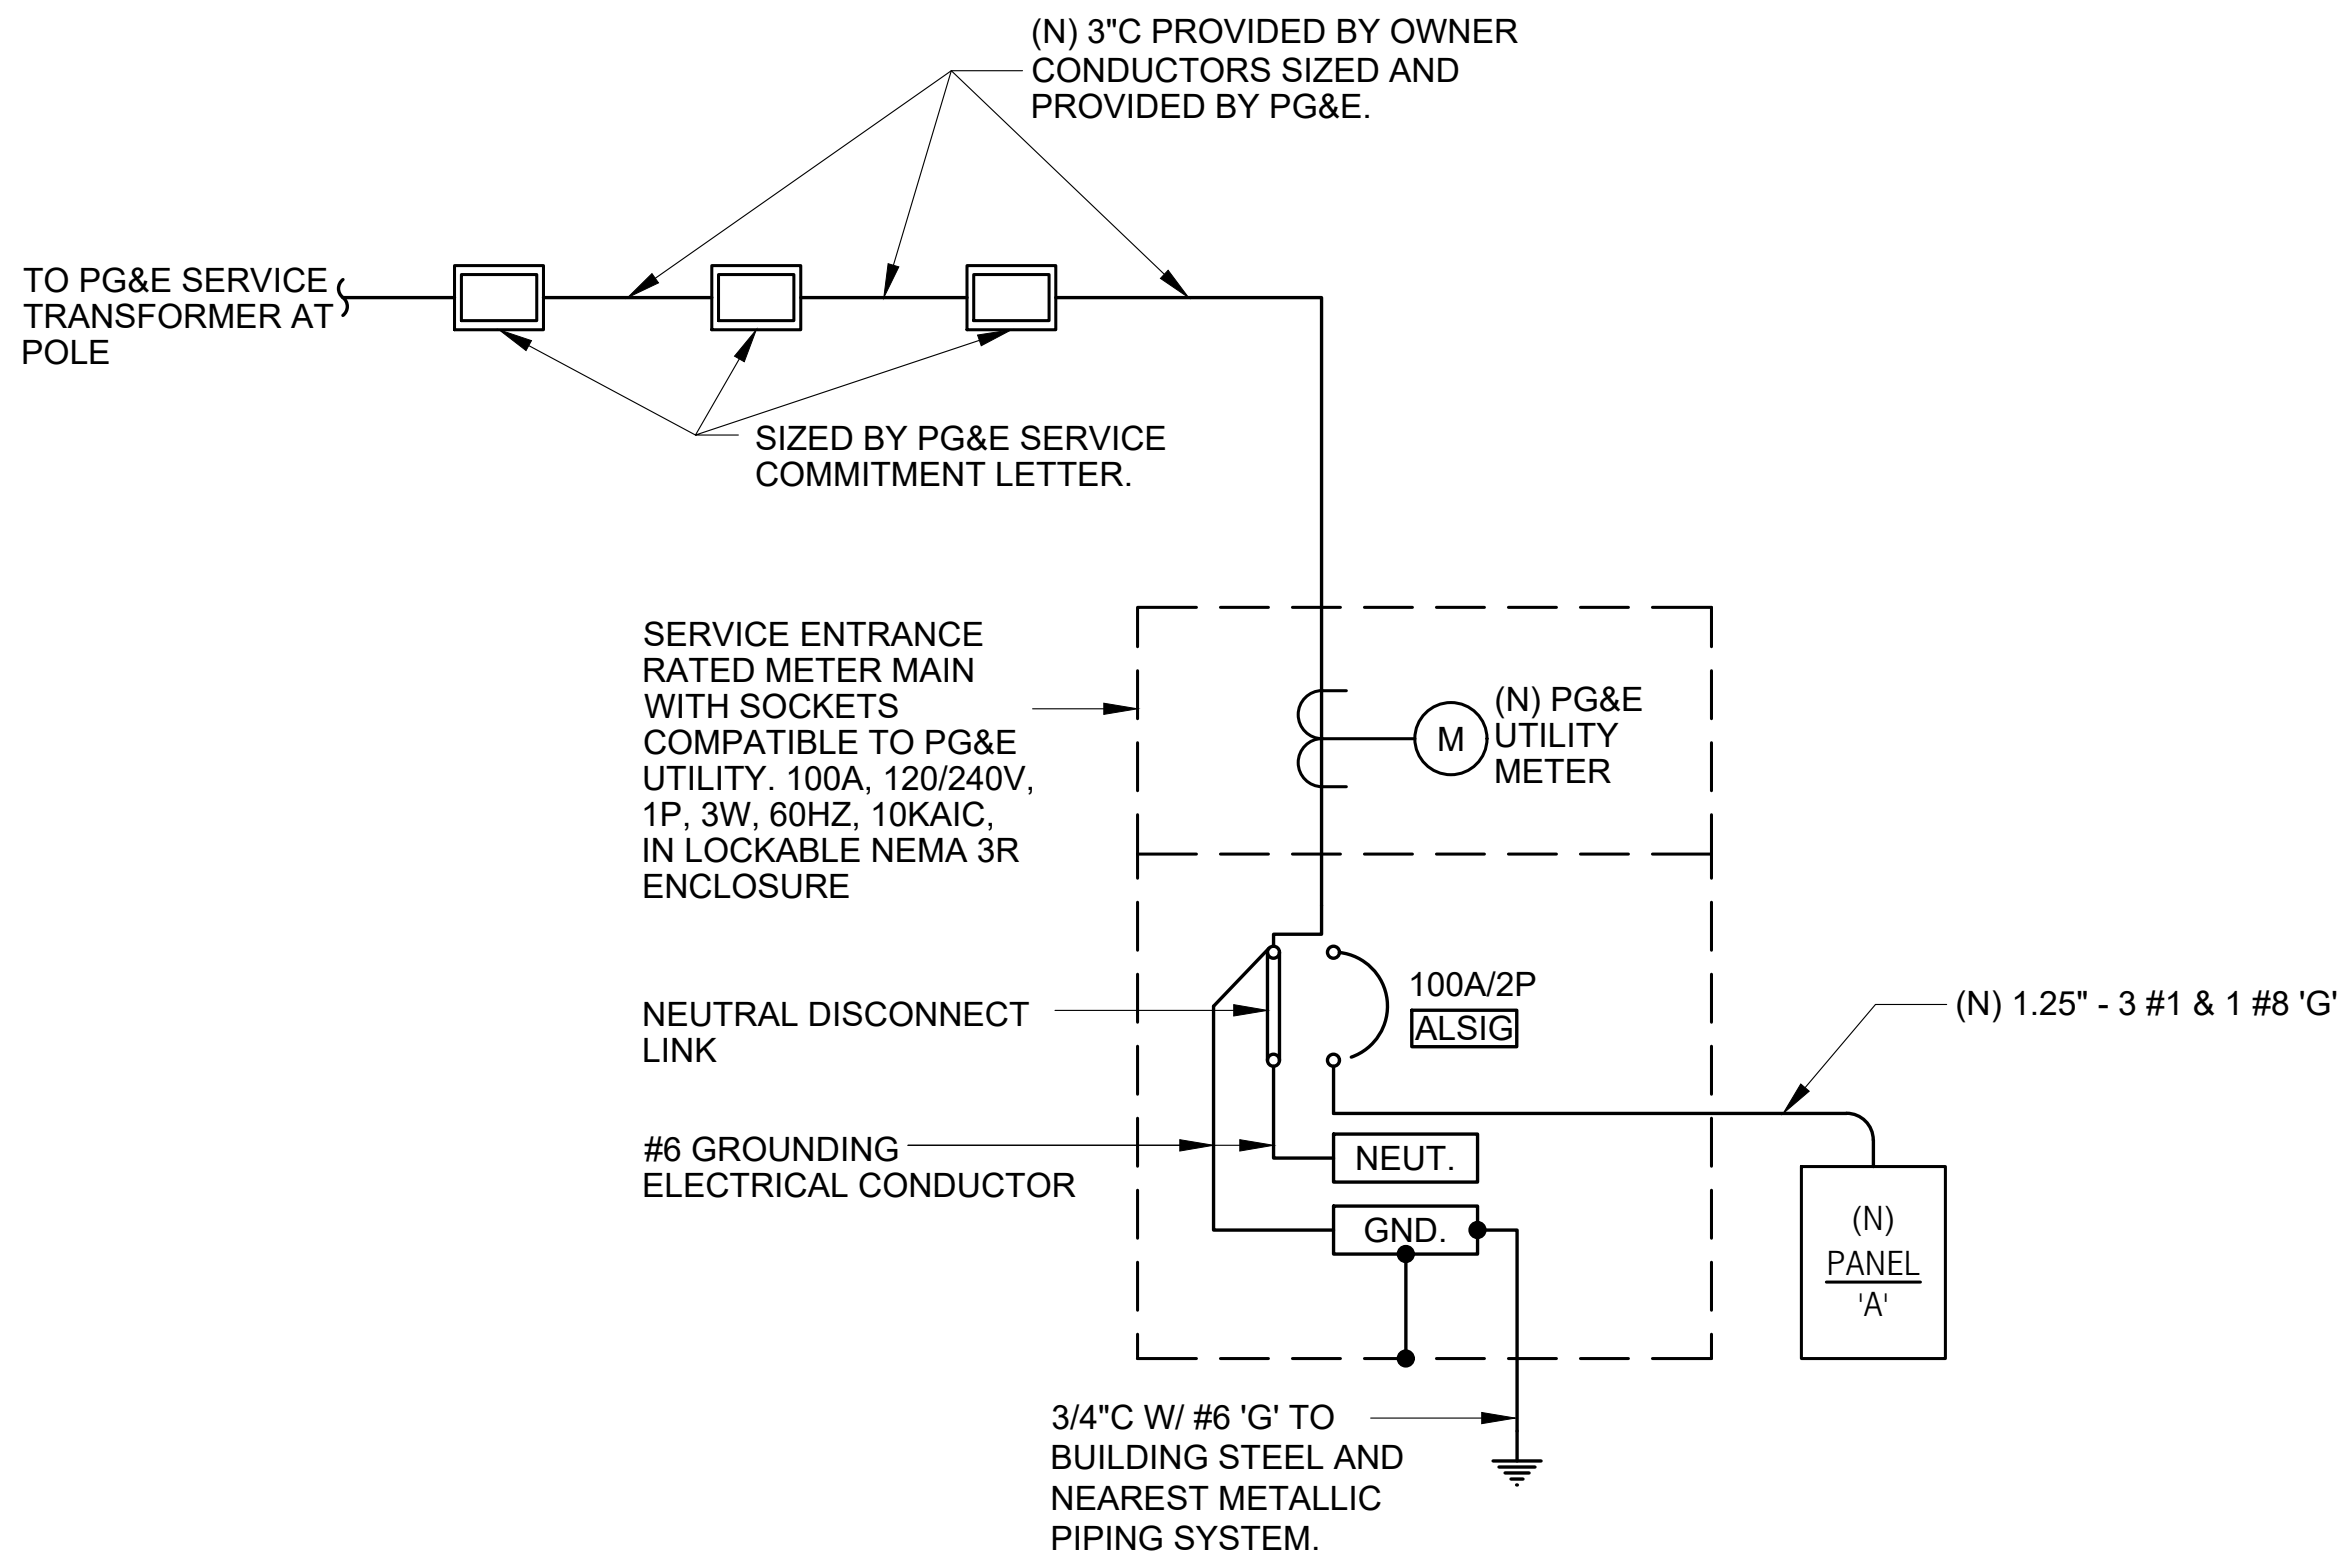 (N) 3"C PROVIDED BY OWNER
CONDUCTORS SIZED AND
PROVIDED BY PG&E.
TO PG&E SERVICE
TRANSFORMER AT
POLE
SIZED BY PG&E SERVICE
COMMITMENT LETTER.
SERVICE ENTRANCE
RATED METER MAIN
WITH SOCKETS
COMPATIBLE TO PG&E
UTILITY. 100A, 120/240V,
1P, 3W, 60HZ, 10KAIC,
IN LOCKABLE NEMA 3R
ENCLOSURE
M
(N) PG&E
UTILITY
METER
NEUTRAL DISCONNECT
LINK
100A/2P
ALSIG
(N) 1.25" - 3 #1 & 1 #8 'G'
#6 GROUNDING
ELECTRICAL CONDUCTOR
NEUT.
GND.
(N)
PANEL
'A'
3/4"C W/ #6 'G' TO
BUILDING STEEL AND
NEAREST METALLIC
PIPING SYSTEM.